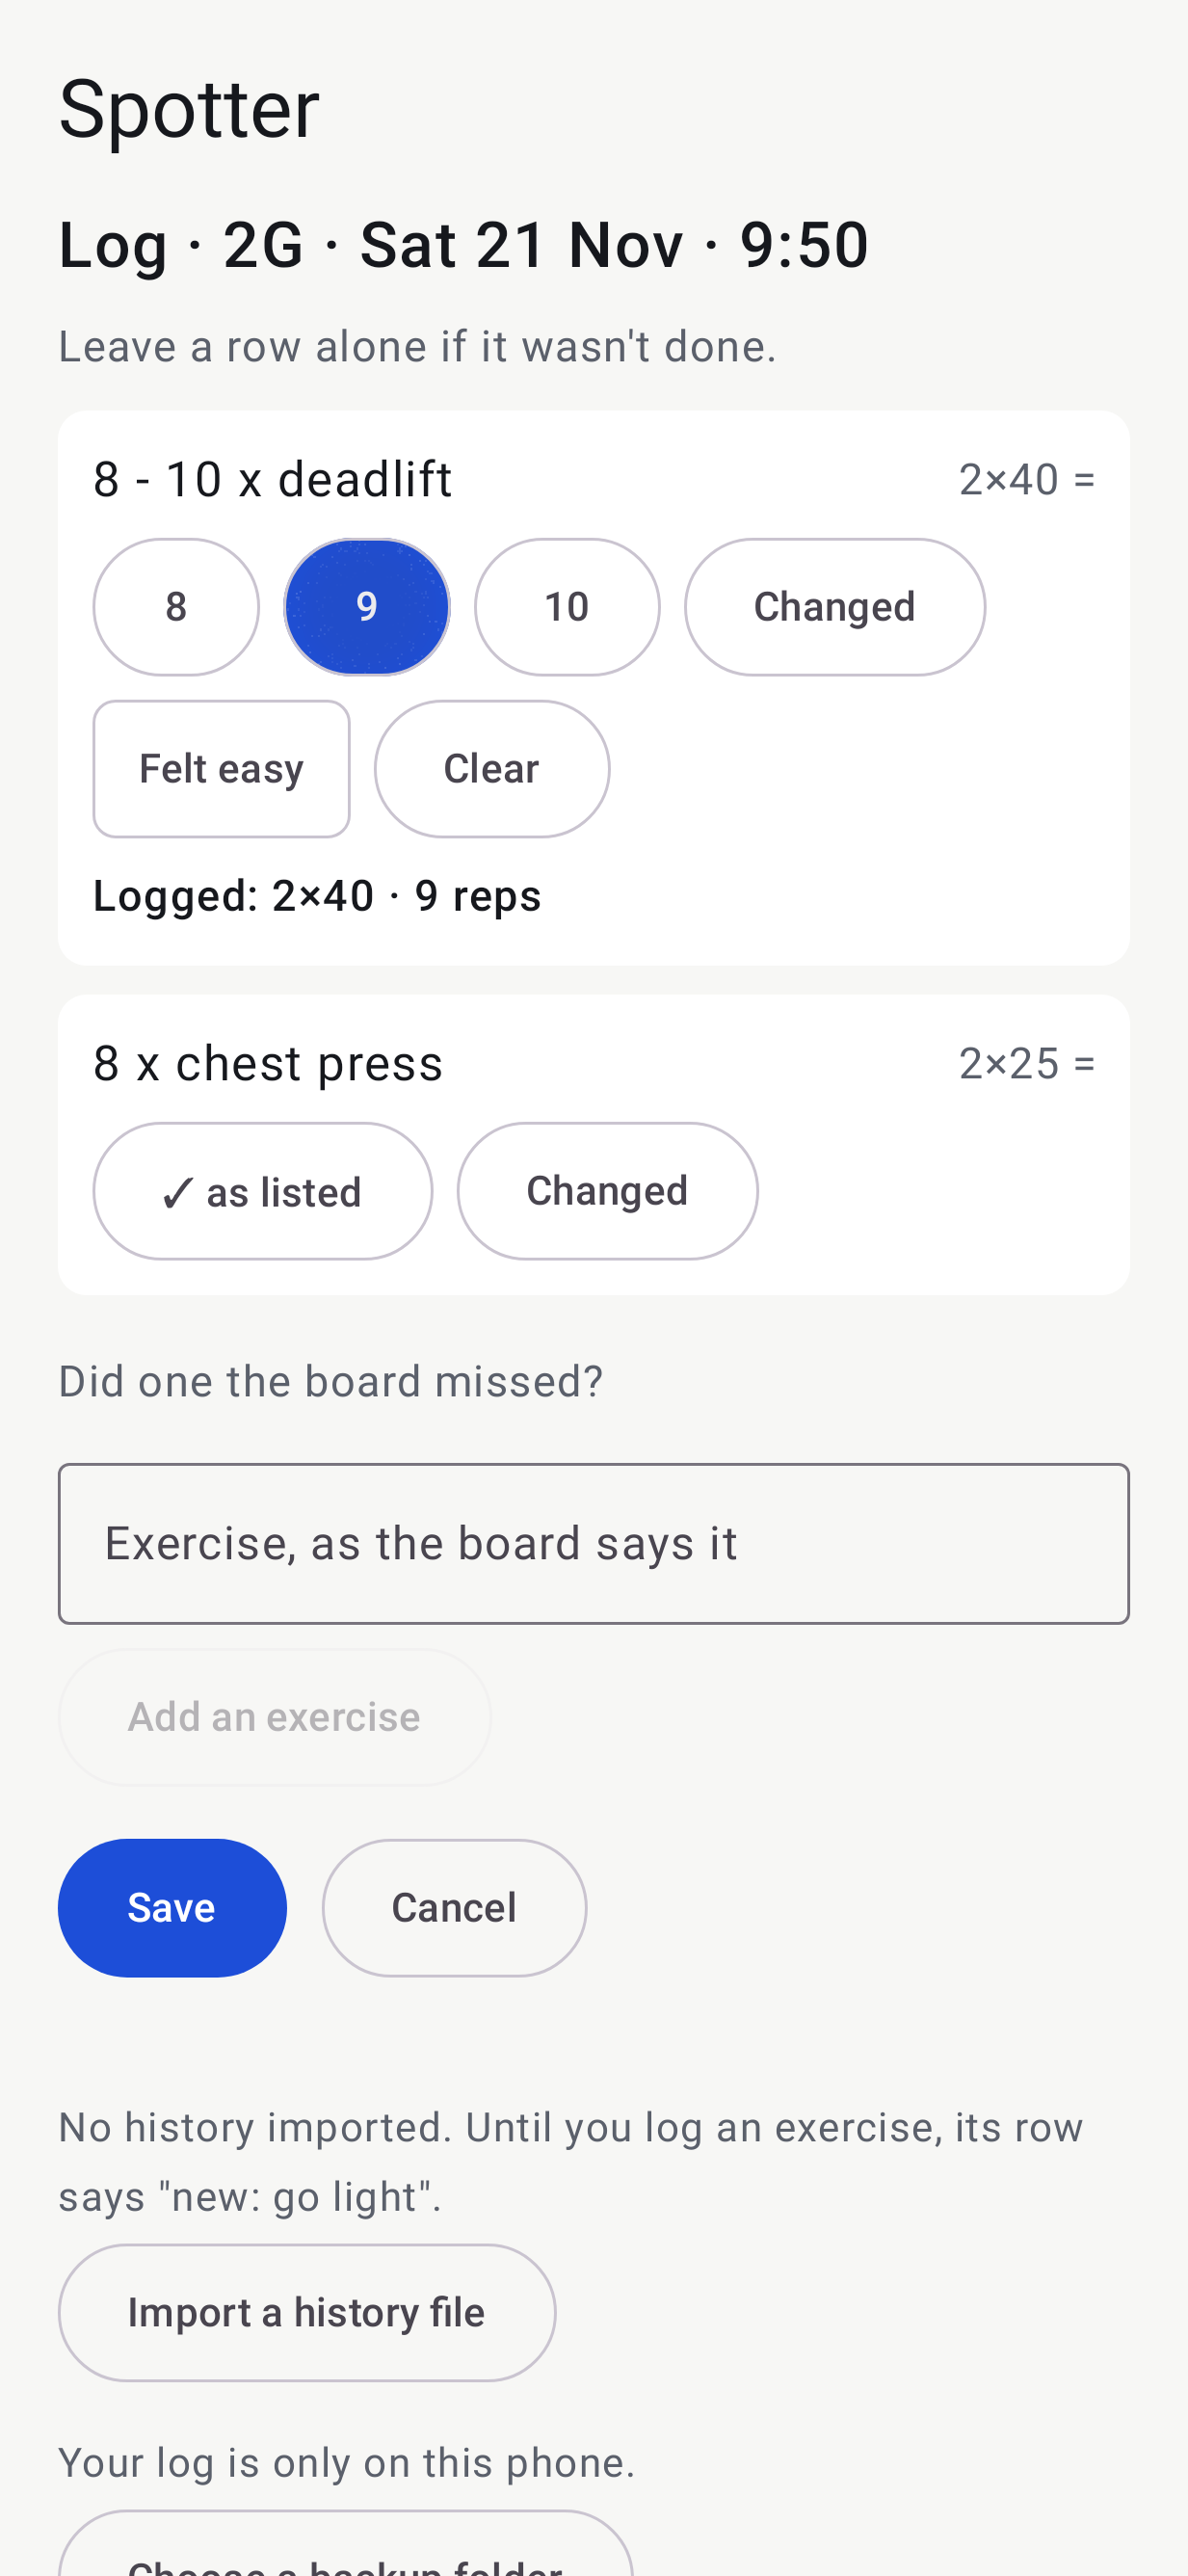 Spotter
Log · 2G · Sat 21 Nov · 9:50
Leave a row alone if it wasn't done.
8 - 10 x deadlift 2×40 =
8 9 10 Changed
Felt easy Clear
Logged: 2×40 · 9 reps
8 x chest press 2×25 =
✓ as listed Changed
Did one the board missed?
Exercise, as the board says it
Add an exercise
Save Cancel
No history imported. Until you log an exercise, its row
says "new: go light".
Import a history file
Your log is only on this phone.
Choose a backup folder